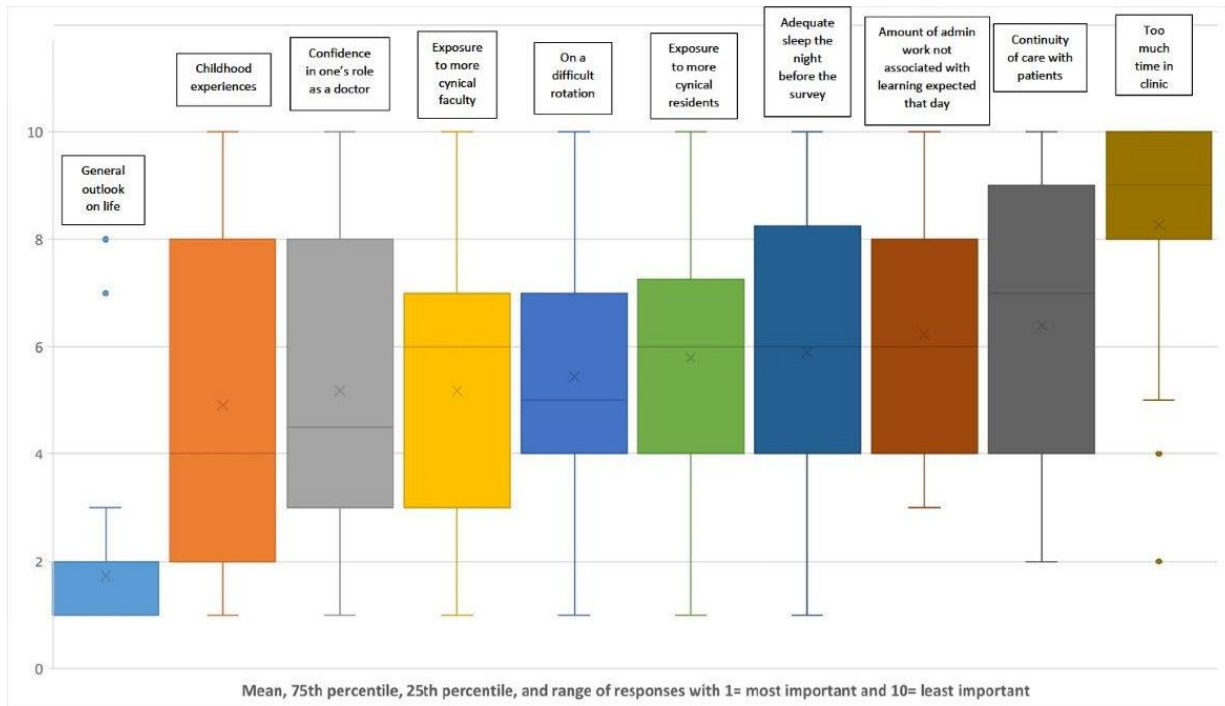 General
outlook
on life
Childhood
experiences
Confidence
in one's role
as a doctor
Exposure
to more
cynical
faculty
On a
difficult
rotation
Exposure
to more
cynical
residents
Adequate
sleep the
night
before the
survey
Amount of admin
work not
associated with
learning expected
that day
Continuity
of care with
patients
Too
much
time in
clinic
10
8
6
4
2
0
Mean, 75th percentile, 25th percentile, and range of responses with 1= most important and 10= least important